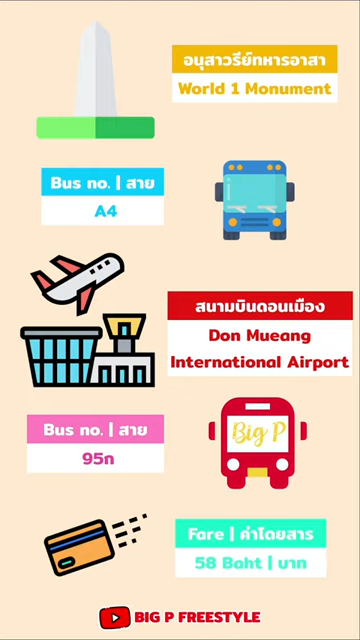 อนุสาวรีย์ทหารอาสา
World 1 Monument
Bus no. | สาย
A4
สนามบินดอนเมือง
Don Mueang
International Airport
Bus no. | สาย
95ก
Big P
Fare | ค่าโดยสาร
58 Baht | บาท
BIG P FREESTYLE